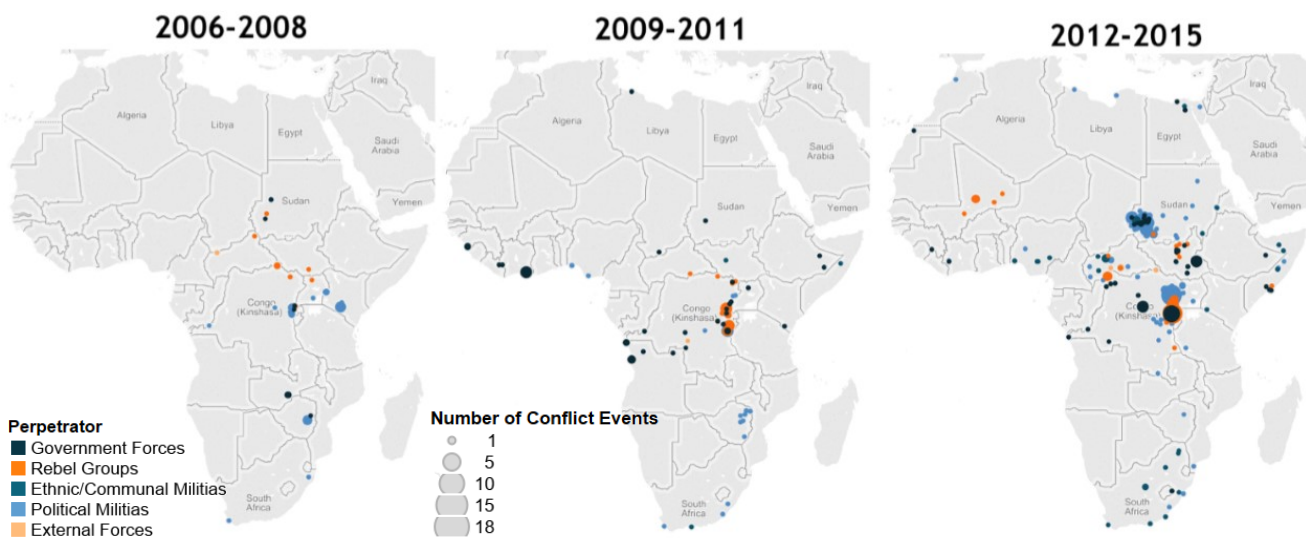 2006-2008
2009-2011
2012-2015
Algeria
Libya
Egypt
Iraq
Saudi
Arabia
Sudan
Yemen
Congo
(Kinshasa)
South
Africa
Algeria
Libya
Egypt
Iraq
Saudi
Arabia
Sudan
Yemen
Congo
(Kinshasa)
South
Africa
Algeria
Libya
Egypt
Iraq
Saudi
Arabia
Sudan
Yemen
(Kinshasa)
South
Africa
Perpetrator
Government Forces
Rebel Groups
Ethnic/Communal Militias
Political Militias
External Forces
Number of Conflict Events
1
5
10
15
18